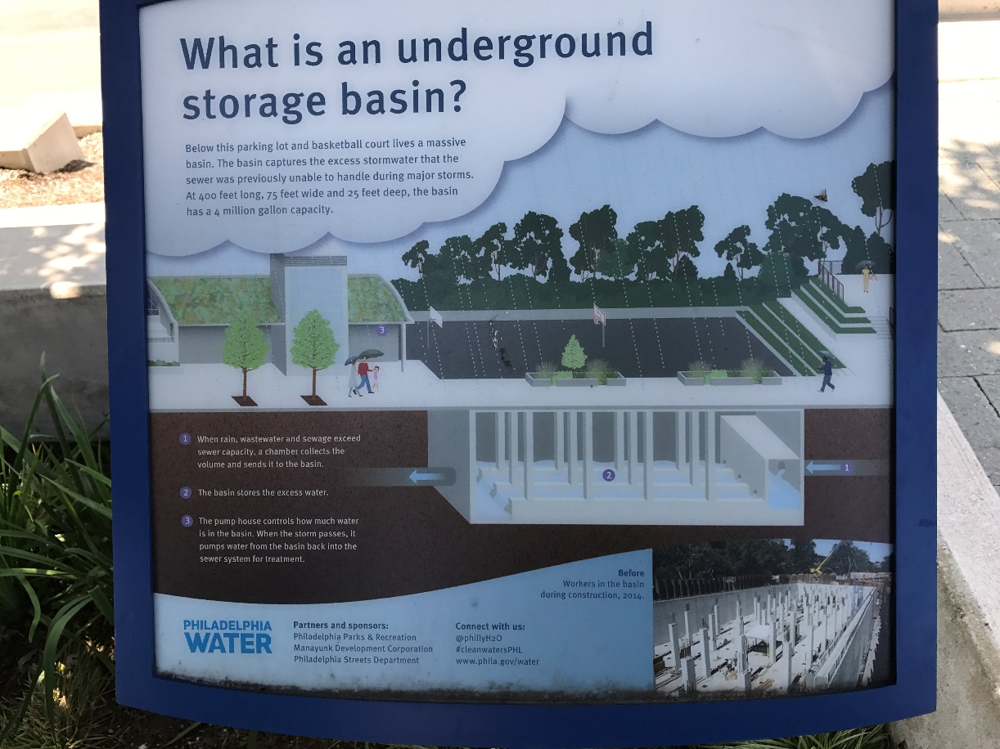 What is an underground
storage basin?
Below this parking lot and basketball court lives a massive
basin. The basin captures the excess stormwater that the
sewer was previously unable to handle during major storms.
At 400 feet long, 75 feet wide and 25 feet deep, the basin
has a 4 million gallon capacity.
3
1 When rain, wastewater and sewage exceed
sewer capacity, a chamber collects the
volume and sends it to the basin.
2 The basin stores the excess water.
3 The pump house controls how much water
is in the basin. When the storm passes, it
pumps water from the basin back into the
sewer system for treatment.
2
1
Before
Workers in the basin
during construction, 2014.
PHILADELPHIA
WATER
Partners and sponsors:
Philadelphia Parks & Recreation
Manayunk Development Corporation
Philadelphia Streets Department
Connect with us:
@phillyH2O
#cleanwatersPHL
www.phila.gov/water